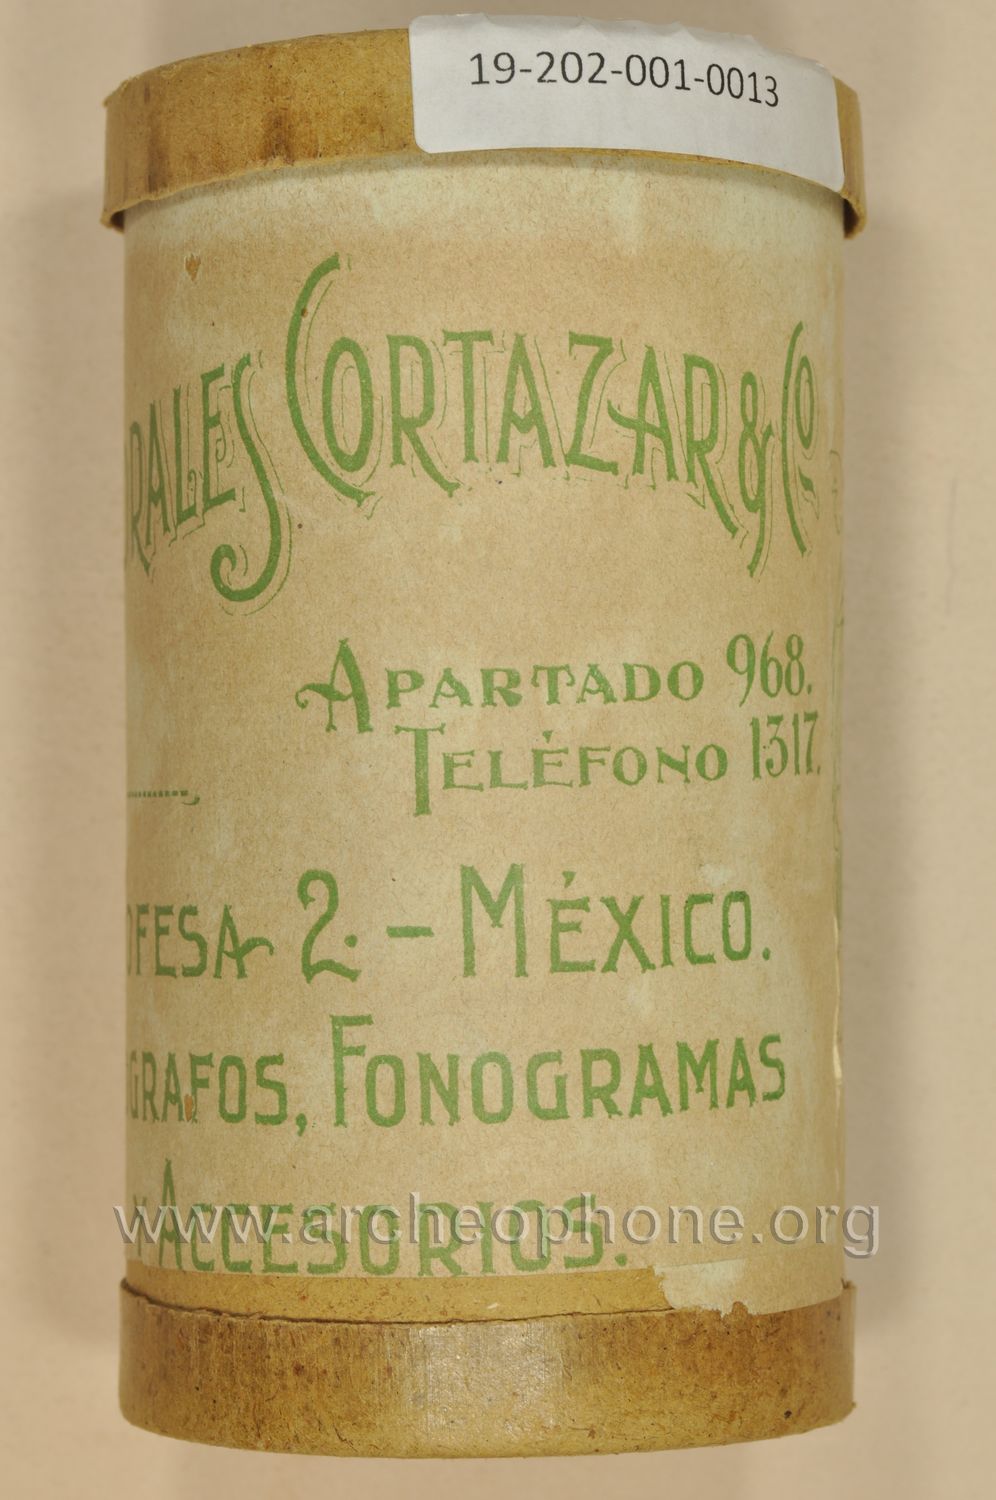 19-202-001-0013
RALES CORTAZAR & Co
APARTADO 968.
TELÉFONO 1317.
OFESA 2. - MÉXICO.
GRAFOS, FONOGRAMAS
Y ACCESORIOS.
www.archeophone.org